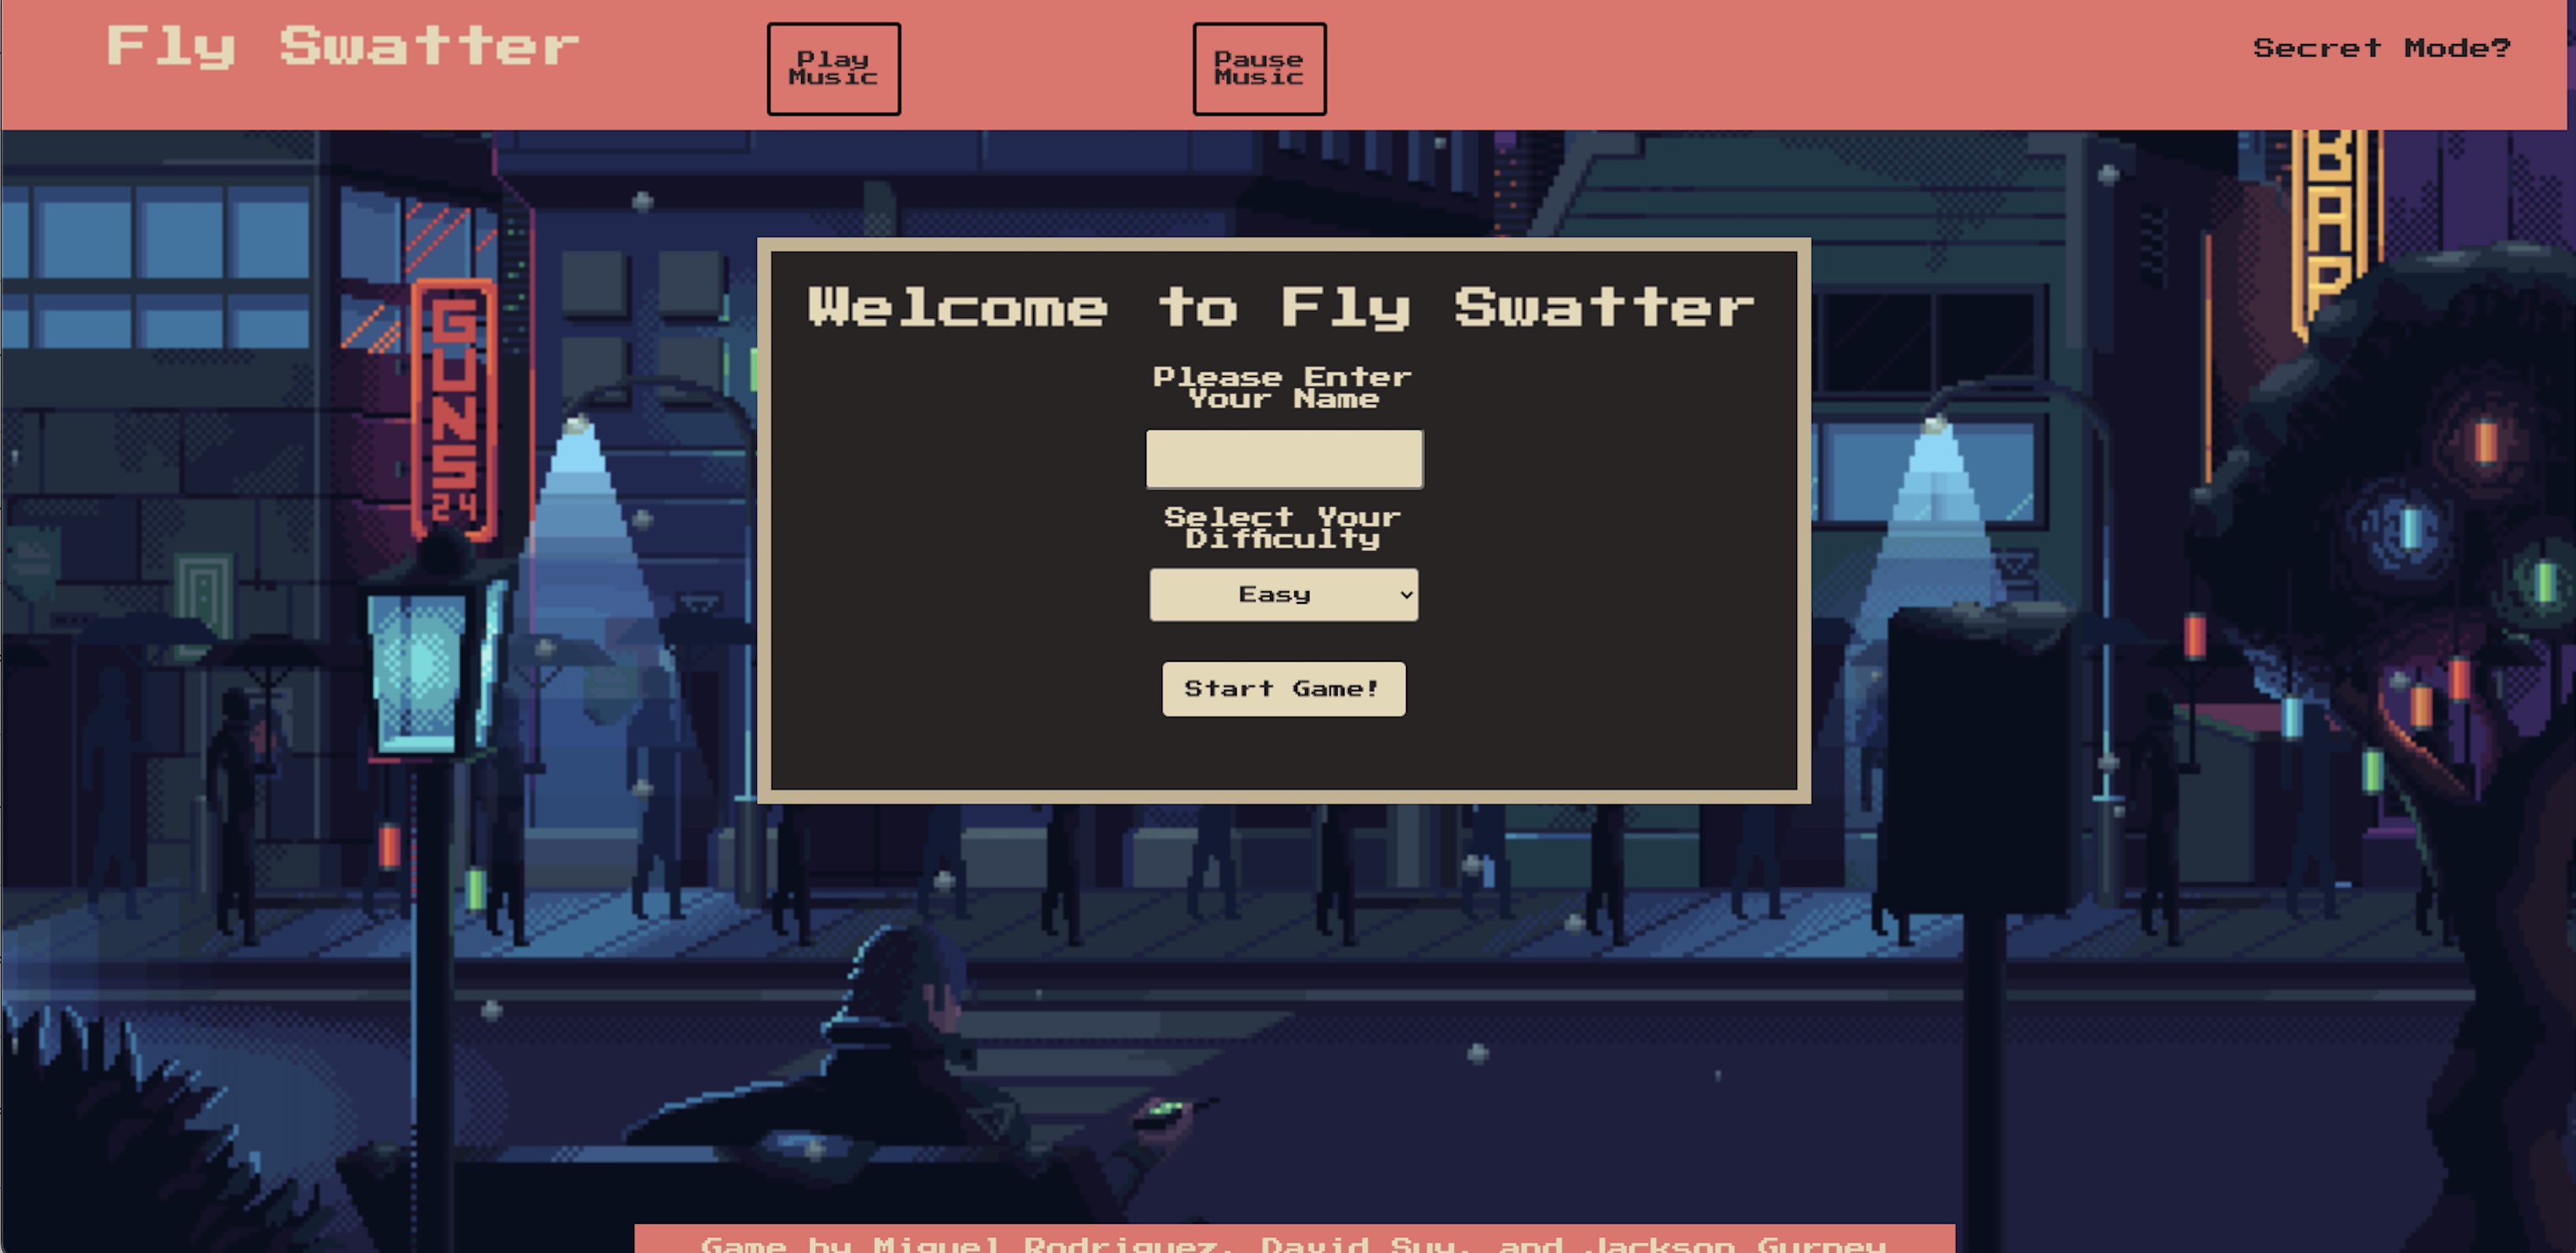 Fly Swatter
Play
Music
Pause
Music
Secret Mode?
BAR
GUNS
24
Welcome to Fly Swatter
Please Enter
Your Name
Select Your
Difficulty
Easy
Start Game!
Game by Miguel Rodriguez, David Suy, and Jackson Gurney